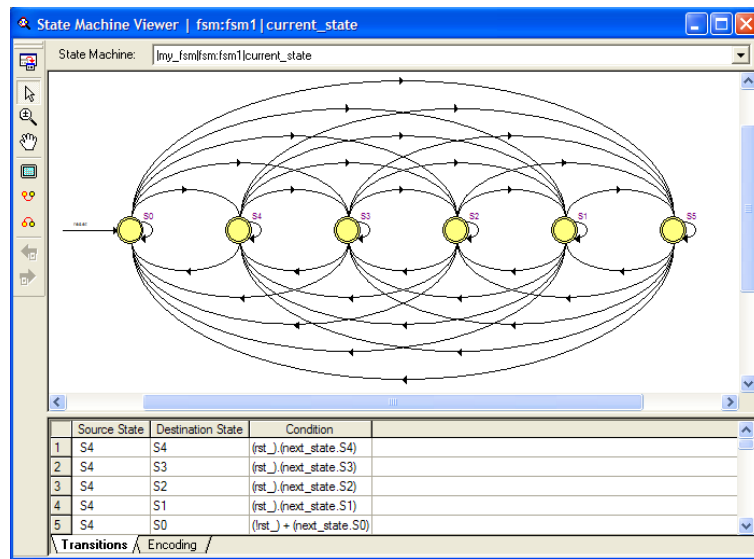 State Machine Viewer | fsm:fsm1|current_state
State Machine: |my_fsm|fsm:fsm1|current_state
S0 S4 S3 S2 S1 S5
Source State Destination State Condition
1 S4 S4 (rst_).(next_state.S4)
2 S4 S3 (rst_).(next_state.S3)
3 S4 S2 (rst_).(next_state.S2)
4 S4 S1 (rst_).(next_state.S1)
5 S4 S0 (!rst_) + (next_state.S0)
Transitions Encoding